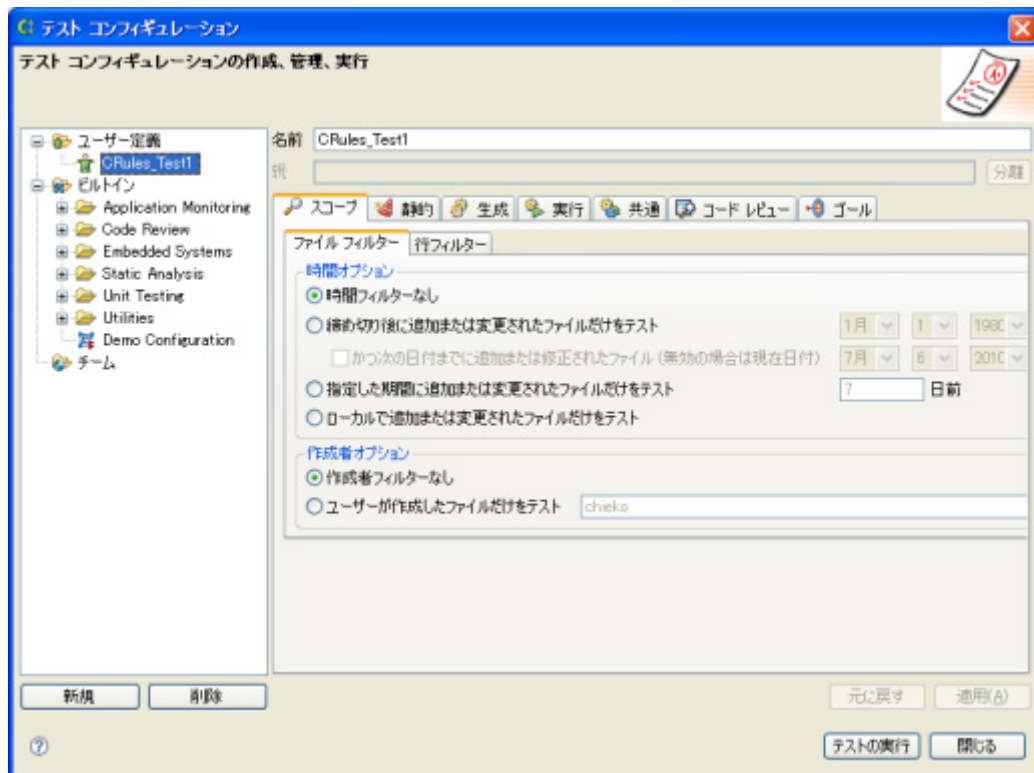 テスト コンフィギュレーション
テスト コンフィギュレーションの作成、管理、実行
ユーザー定義
CRules_Test1
ビルトイン
Application Monitoring
Code Review
Embedded Systems
Static Analysis
Unit Testing
Utilities
Demo Configuration
チーム
名前 CRules_Test1
親 分離
スコープ 静的 生成 実行 共通 コード レビュー ゴール
ファイル フィルター 行フィルター
時間オプション
時間フィルターなし
締め切り後に追加または変更されたファイルだけをテスト 1月 1 1980
かつ次の日付までに追加または修正されたファイル (無効の場合は現在日付) 7月 6 2010
指定した期間に追加または変更されたファイルだけをテスト 7 日前
ローカルで追加または変更されたファイルだけをテスト
作成者オプション
作成者フィルターなし
ユーザーが作成したファイルだけをテスト chieko
新規 削除 元に戻す 適用(A)
テストの実行 閉じる